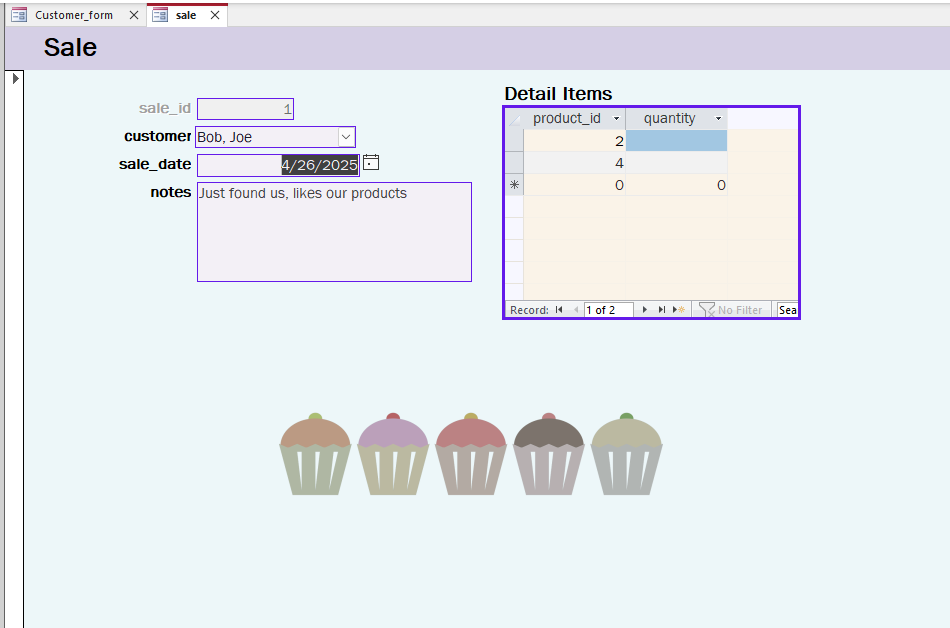 Customer_form
sale
Sale
sale_id 1
customer Bob, Joe
sale_date 4/26/2025
notes Just found us, likes our products
Detail Items
product_id quantity
2
4
0 0
Record: 1 of 2 No Filter Sea